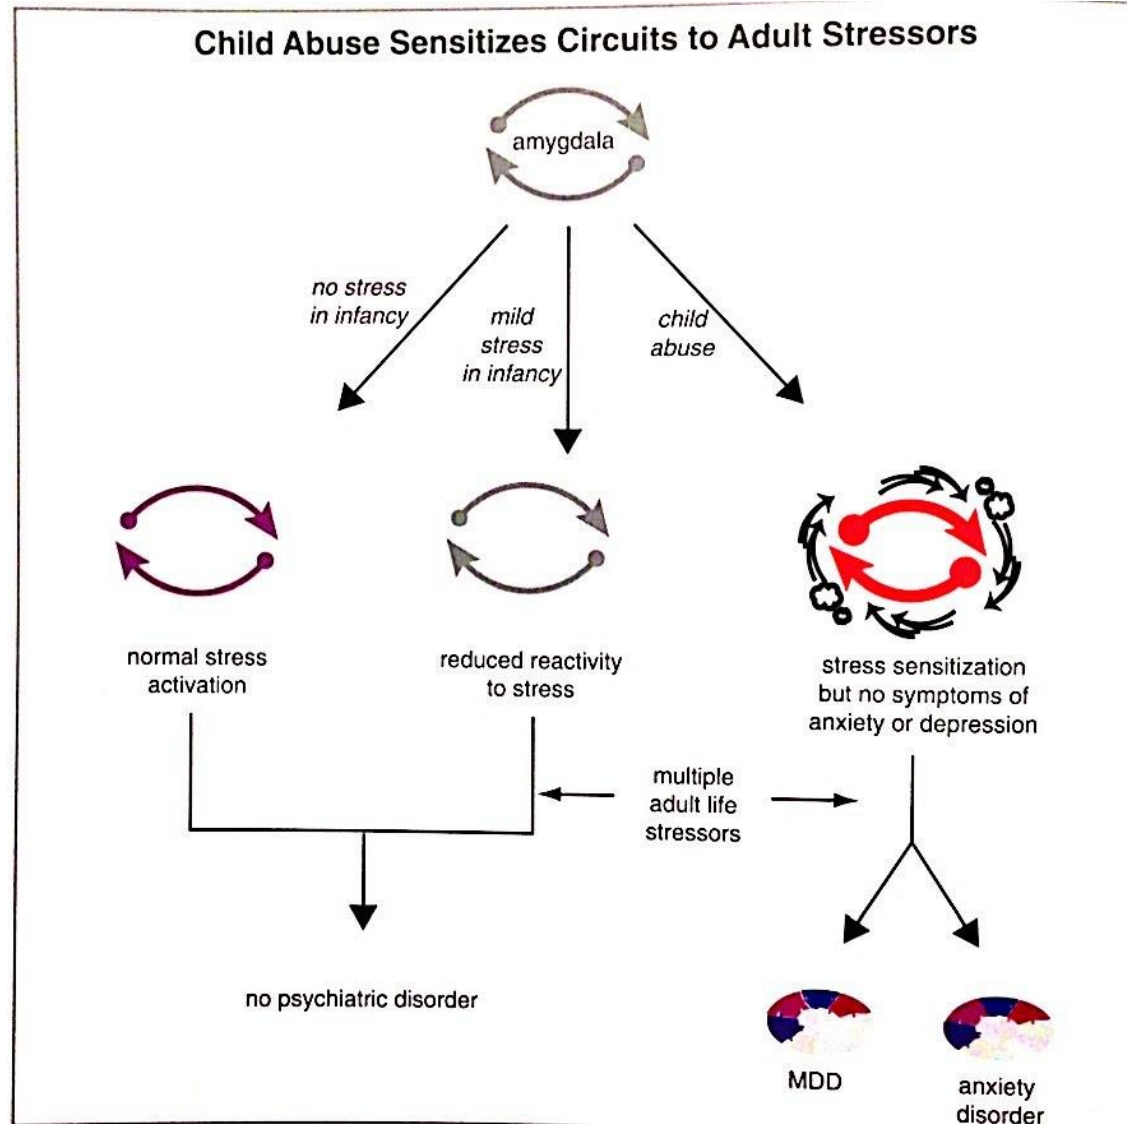 Child Abuse Sensitizes Circuits to Adult Stressors
amygdala
no stress
in infancy
mild
stress
in infancy
child
abuse
normal stress
activation
reduced reactivity
to stress
stress sensitization
but no symptoms of
anxiety or depression
multiple
adult life
stressors
no psychiatric disorder
MDD
anxiety
disorder